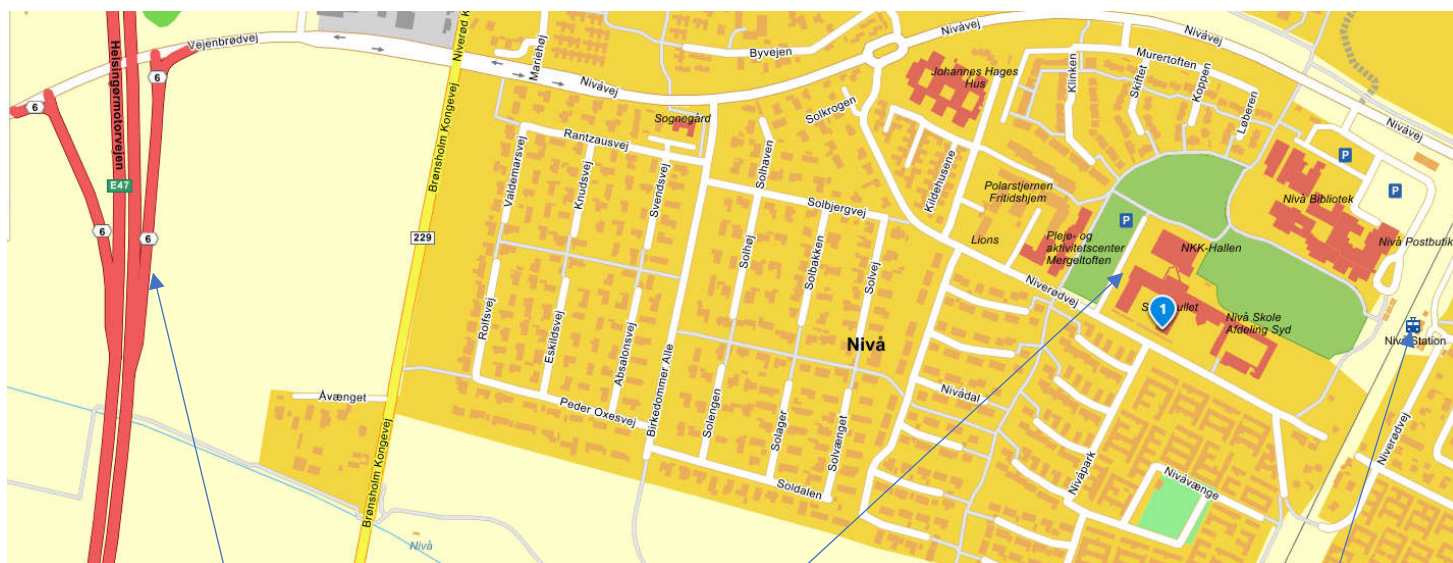 Vejenbrødvej
Helsingørmotorvejen
E47
6
6
6
6
6
Niverød Kongevej
Brønsholm Kongevej
229
Brønsholm Kongevej
Mariehøj
Byvejen
Nivåvej
Nivåvej
Nivåvej
Nivåvej
Sognegård
Rantzausvej
Valdemarsvej
Knudsvej
Svendsvej
Rolfsvej
Eskildsvej
Absalonsvej
Peder Oxesvej
Birkedommer Alle
Åvænget
Nivå
Solkrogen
Solhaven
Solbjergvej
Solhøj
Solbakken
Solvej
Solengen
Solager
Solvænget
Soldalen
Nivå
Johannes Hages
Hus
Kildehusene
Polarstjernen
Fritidshjem
Lions
Pleje- og
aktivitetscenter
Mergeltoften
P
Klinken
Murertoften
Skiftet
Koppen
Løberen
P
P
Nivå Bibliotek
Nivå Postbutik
NKK-Hallen
1
Nivå Skole
Afdeling Syd
Niverødvej
Nivå Station
Niverødvej
Nivådal
Nivåpark
Nivåvænge